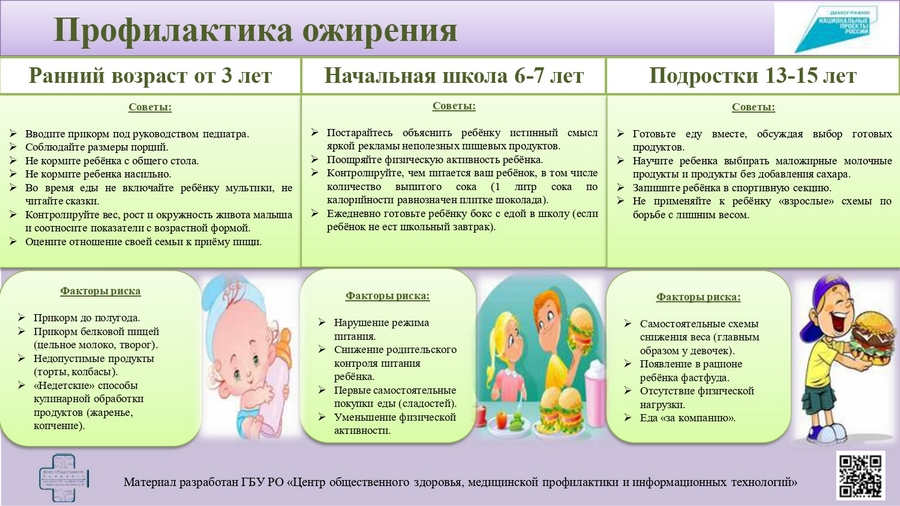 Профилактика ожирения
ДЕМОГРАФИЯ
НАЦИОНАЛЬНЫЕ
ПРОЕКТЫ
РОССИИ
Ранний возраст от 3 лет
Советы:
➢ Вводите прикорм под руководством педиатра.
➢ Соблюдайте размеры порций.
➢ Не кормите ребёнка с общего стола.
➢ Не кормите ребенка насильно.
➢ Во время еды не включайте ребёнку мультики, не
читайте сказки.
➢ Контролируйте вес, рост и окружность живота малыша
и соотносите показатели с возрастной формой.
➢ Оцените отношение своей семьи к приёму пищи.
Начальная школа 6-7 лет
Советы:
➢ Постарайтесь объяснить ребёнку истинный смысл
яркой рекламы неполезных пищевых продуктов.
➢ Поощряйте физическую активность ребёнка.
➢ Контролируйте, чем питается ваш ребёнок, в том числе
количество выпитого сока (1 литр сока по
калорийности равнозначен плитке шоколада).
➢ Ежедневно готовьте ребёнку бокс с едой в школу (если
ребёнок не ест школьный завтрак).
Подростки 13-15 лет
Советы:
➢ Готовьте еду вместе, обсуждая выбор готовых
продуктов.
➢ Научите ребенка выбирать маложирные молочные
продукты и продукты без добавления сахара.
➢ Запишите ребёнка в спортивную секцию.
➢ Не применяйте к ребёнку «взрослые» схемы по
борьбе с лишним весом.
Факторы риска
➢ Прикорм до полугода.
➢ Прикорм белковой пищей
(цельное молоко, творог).
➢ Недопустимые продукты
(торты, колбасы).
➢ «Недетские» способы
кулинарной обработки
продуктов (жаренье,
копчение).
Факторы риска:
➢ Нарушение режима
питания.
➢ Снижение родительского
контроля питания
ребёнка.
➢ Первые самостоятельные
покупки еды (сладостей).
➢ Уменьшение физической
активности.
Факторы риска:
➢ Самостоятельные схемы
снижения веса (главным
образом у девочек).
➢ Появление в рационе
ребёнка фастфуда.
➢ Отсутствие физической
нагрузки.
➢ Еда «за компанию».
Материал разработан ГБУ РО «Центр общественного здоровья, медицинской профилактики и информационных технологий»